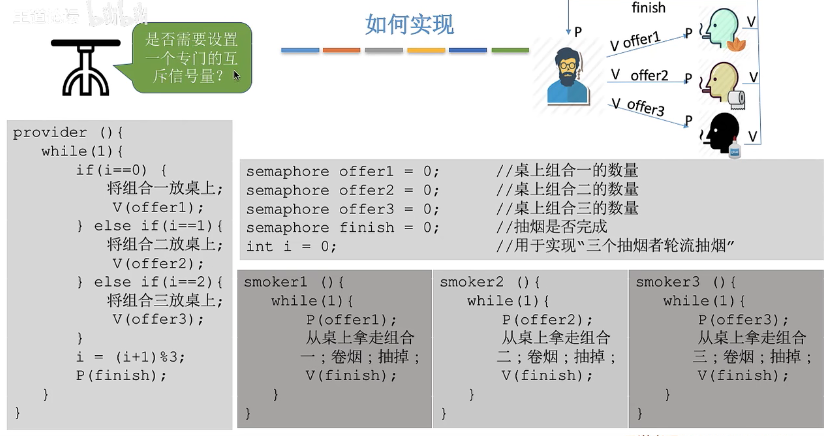 如何实现
是否需要设置
一个专门的互
斥信号量？
finish
P
V offer1
P
V
V offer2
P
V
V offer3
P
V
provider (){
while(1){
if(i==0) {
将组合一放桌上;
V(offer1);
} else if(i==1){
将组合二放桌上;
V(offer2);
} else if(i==2){
将组合三放桌上;
V(offer3);
}
i = (i+1)%3;
P(finish);
}
}
semaphore offer1 = 0; //桌上组合一的数量
semaphore offer2 = 0; //桌上组合二的数量
semaphore offer3 = 0; //桌上组合三的数量
semaphore finish = 0; //抽烟是否完成
int i = 0; //用于实现“三个抽烟者轮流抽烟”
smoker1 (){
while(1){
P(offer1);
从桌上拿走组合
一；卷烟；抽掉；
V(finish);
}
}
smoker2 (){
while(1){
P(offer2);
从桌上拿走组合
二；卷烟；抽掉；
V(finish);
}
}
smoker3 (){
while(1){
P(offer3);
从桌上拿走组合
三；卷烟；抽掉；
V(finish);
}
}